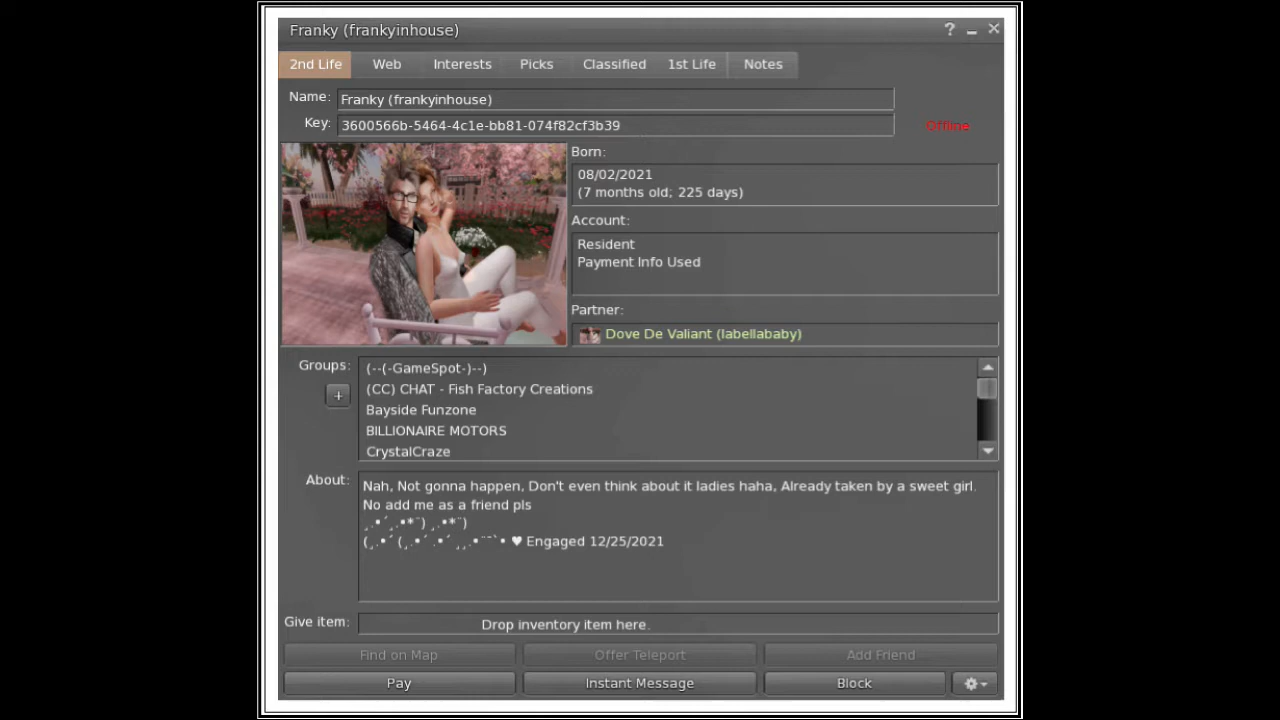 Franky (frankyinhouse)
?
2nd Life Web Interests Picks Classified 1st Life Notes
Name: Franky (frankyinhouse)
Key: 3600566b-5464-4c1e-bb81-074f82cf3b39
Offline
Born:
08/02/2021
(7 months old; 225 days)
Account:
Resident
Payment Info Used
Partner:
Dove De Valiant (labellababy)
Groups:
(--(-GameSpot-)--)
(CC) CHAT - Fish Factory Creations
Bayside Funzone
BILLIONAIRE MOTORS
CrystalCraze
About:
Nah, Not gonna happen, Don't even think about it ladies haha, Already taken by a sweet girl.
No add me as a friend pls
¸.•´¸.•*¨) ¸.•*¨)
(¸.•´ (¸.•´ .•´ ¸¸.•¨¯`• ♥ Engaged 12/25/2021
Give item: Drop inventory item here.
Find on Map Offer Teleport Add Friend
Pay Instant Message Block